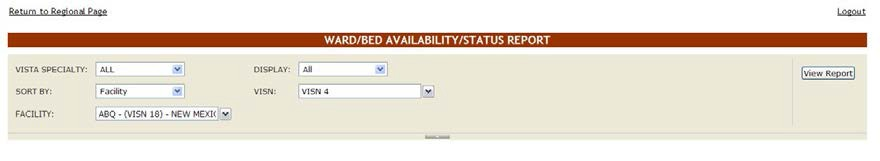 Return to Regional Page Logout
WARD/BED AVAILABILITY/STATUS REPORT
VISTA SPECIALTY: ALL DISPLAY: All View Report
SORT BY: Facility VISN: VISN 4
FACILITY: ABQ - (VISN 18) - NEW MEXIC